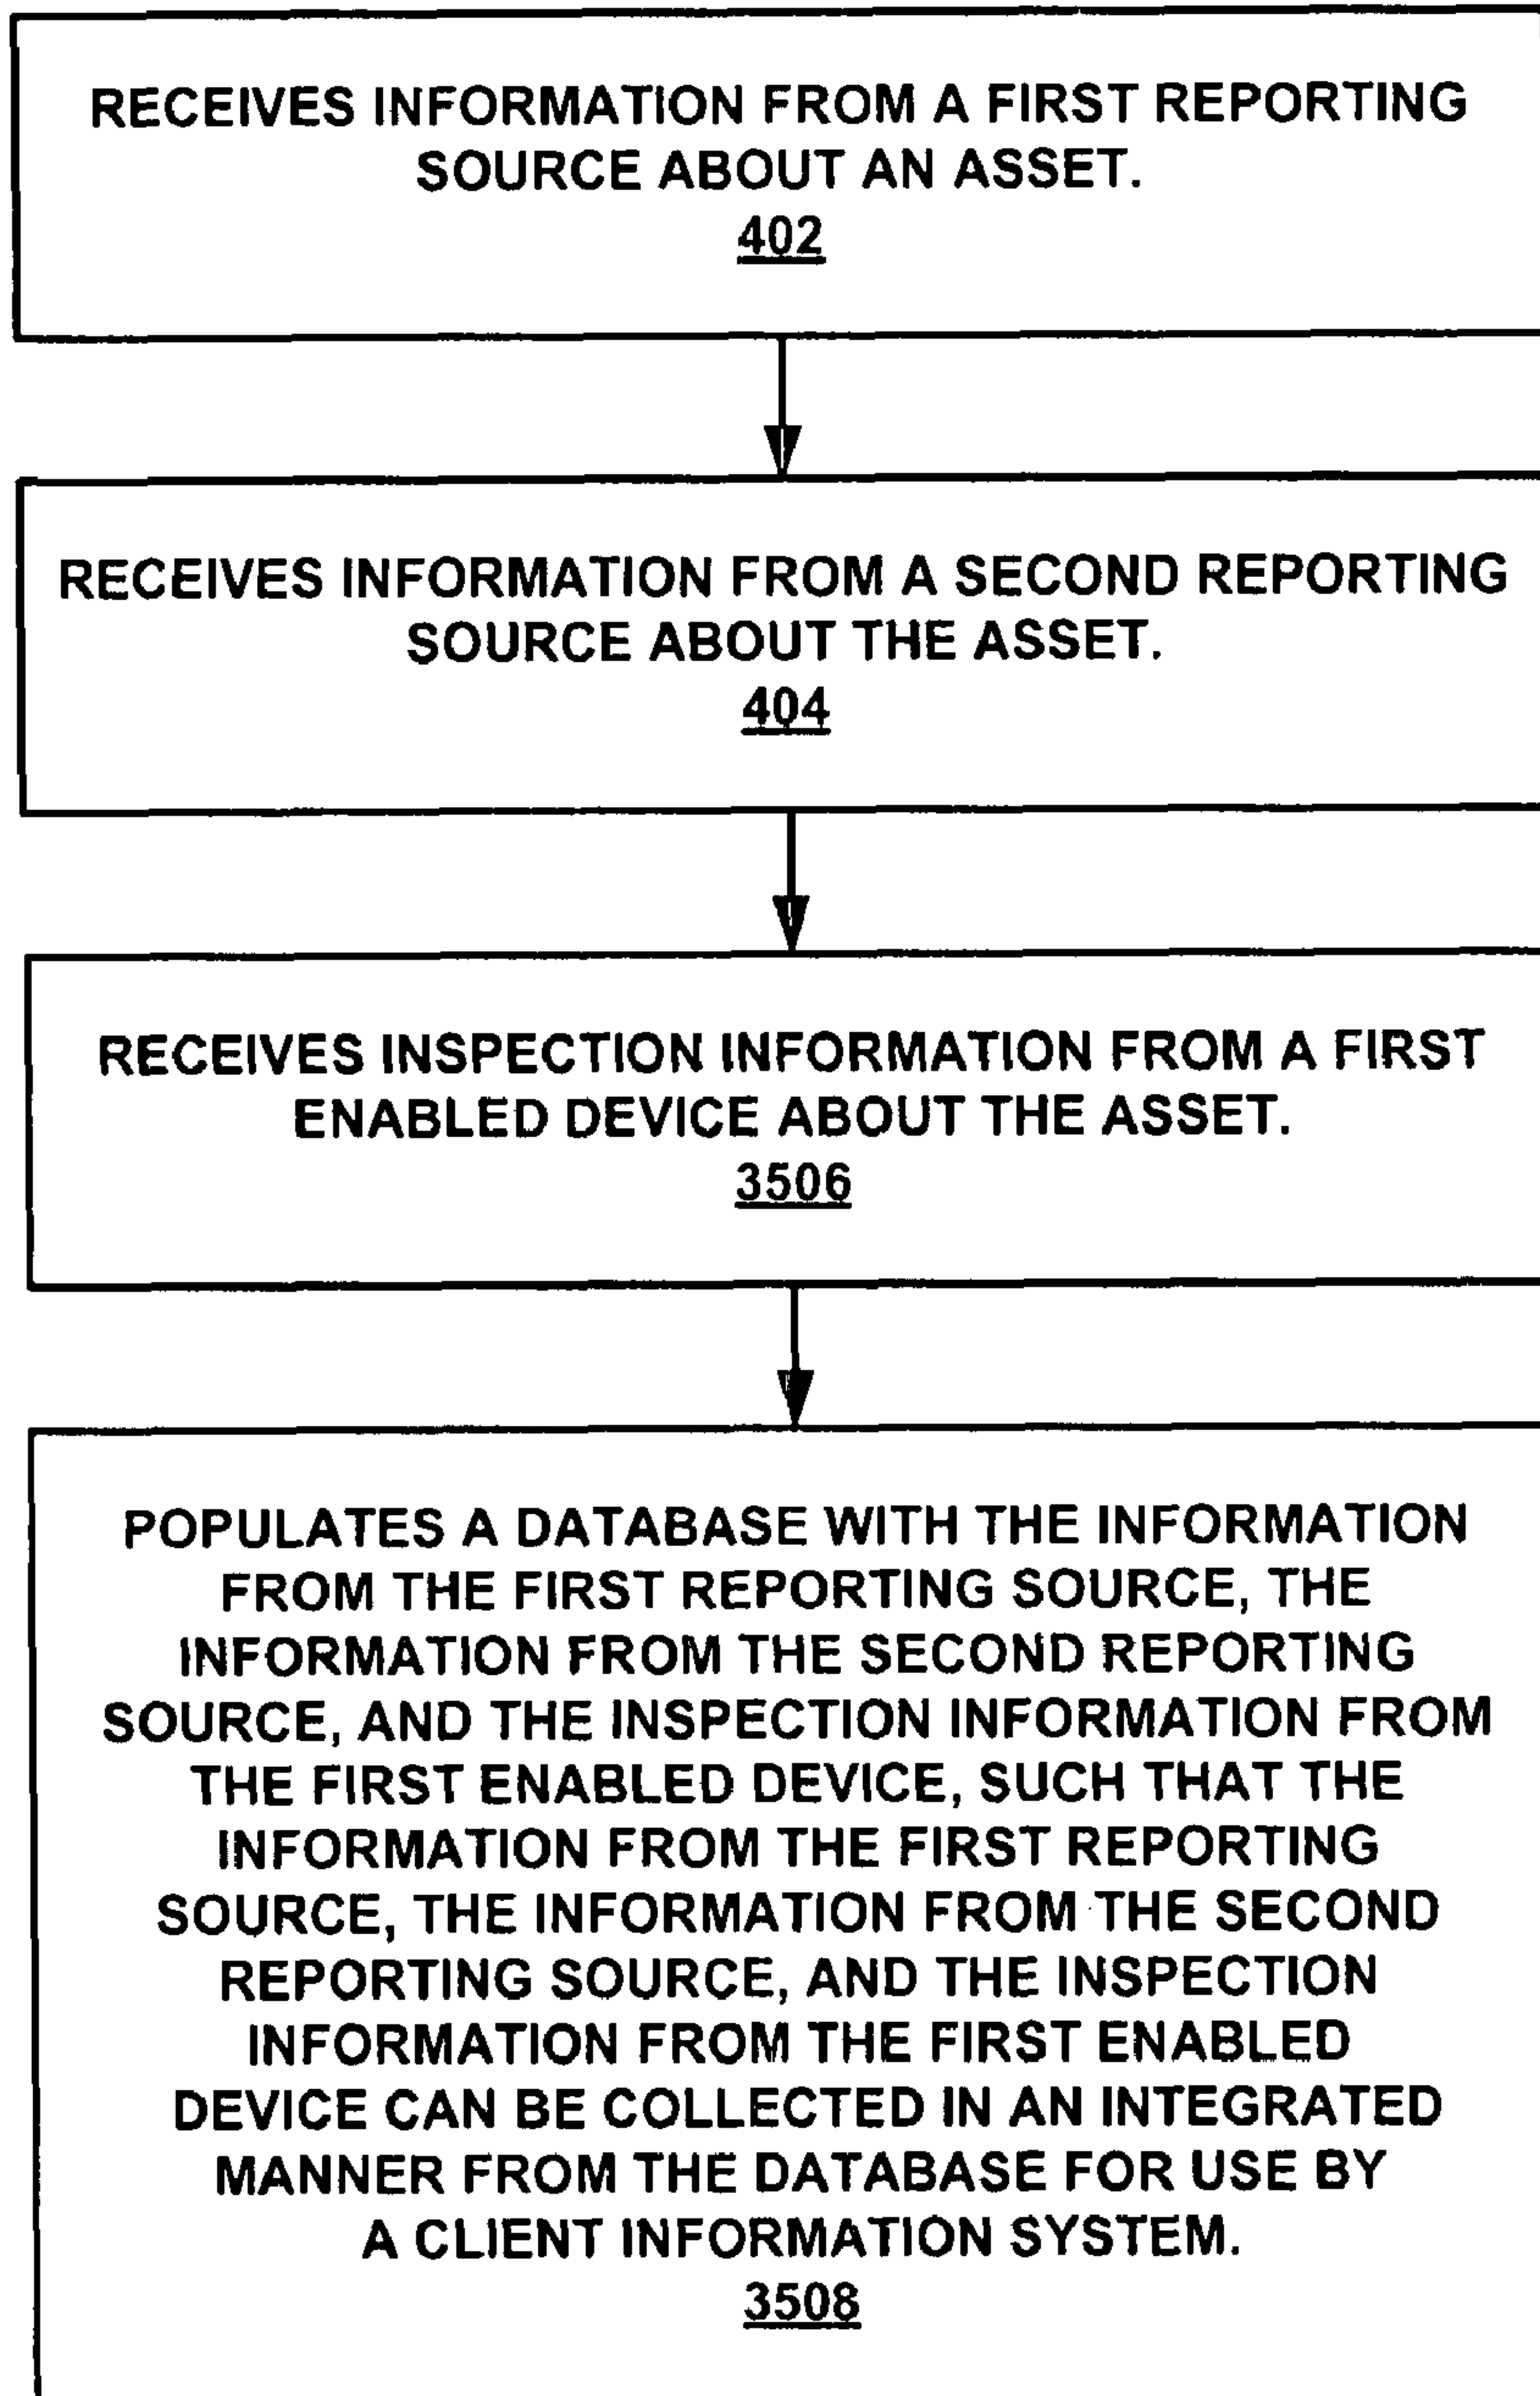 RECEIVES INFORMATION FROM A FIRST REPORTING
SOURCE ABOUT AN ASSET.
402
RECEIVES INFORMATION FROM A SECOND REPORTING
SOURCE ABOUT THE ASSET.
404
RECEIVES INSPECTION INFORMATION FROM A FIRST
ENABLED DEVICE ABOUT THE ASSET.
3506
POPULATES A DATABASE WITH THE INFORMATION
FROM THE FIRST REPORTING SOURCE, THE
INFORMATION FROM THE SECOND REPORTING
SOURCE, AND THE INSPECTION INFORMATION FROM
THE FIRST ENABLED DEVICE, SUCH THAT THE
INFORMATION FROM THE FIRST REPORTING
SOURCE, THE INFORMATION FROM THE SECOND
REPORTING SOURCE, AND THE INSPECTION
INFORMATION FROM THE FIRST ENABLED
DEVICE CAN BE COLLECTED IN AN INTEGRATED
MANNER FROM THE DATABASE FOR USE BY
A CLIENT INFORMATION SYSTEM.
3508